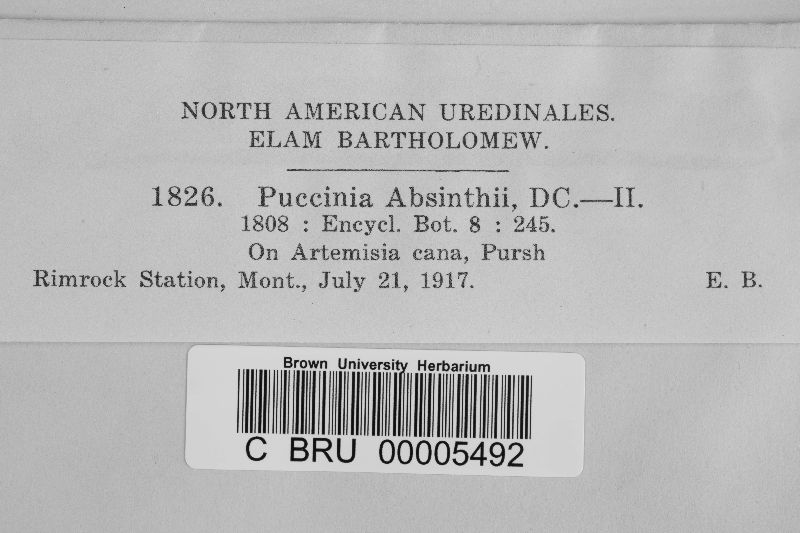 NORTH AMERICAN UREDINALES.
ELAM BARTHOLOMEW.
1826. Puccinia Absinthii, DC.—II.
1808 : Encycl. Bot. 8 : 245.
On Artemisia cana, Pursh
Rimrock Station, Mont., July 21, 1917. E. B.
Brown University Herbarium
C BRU 00005492